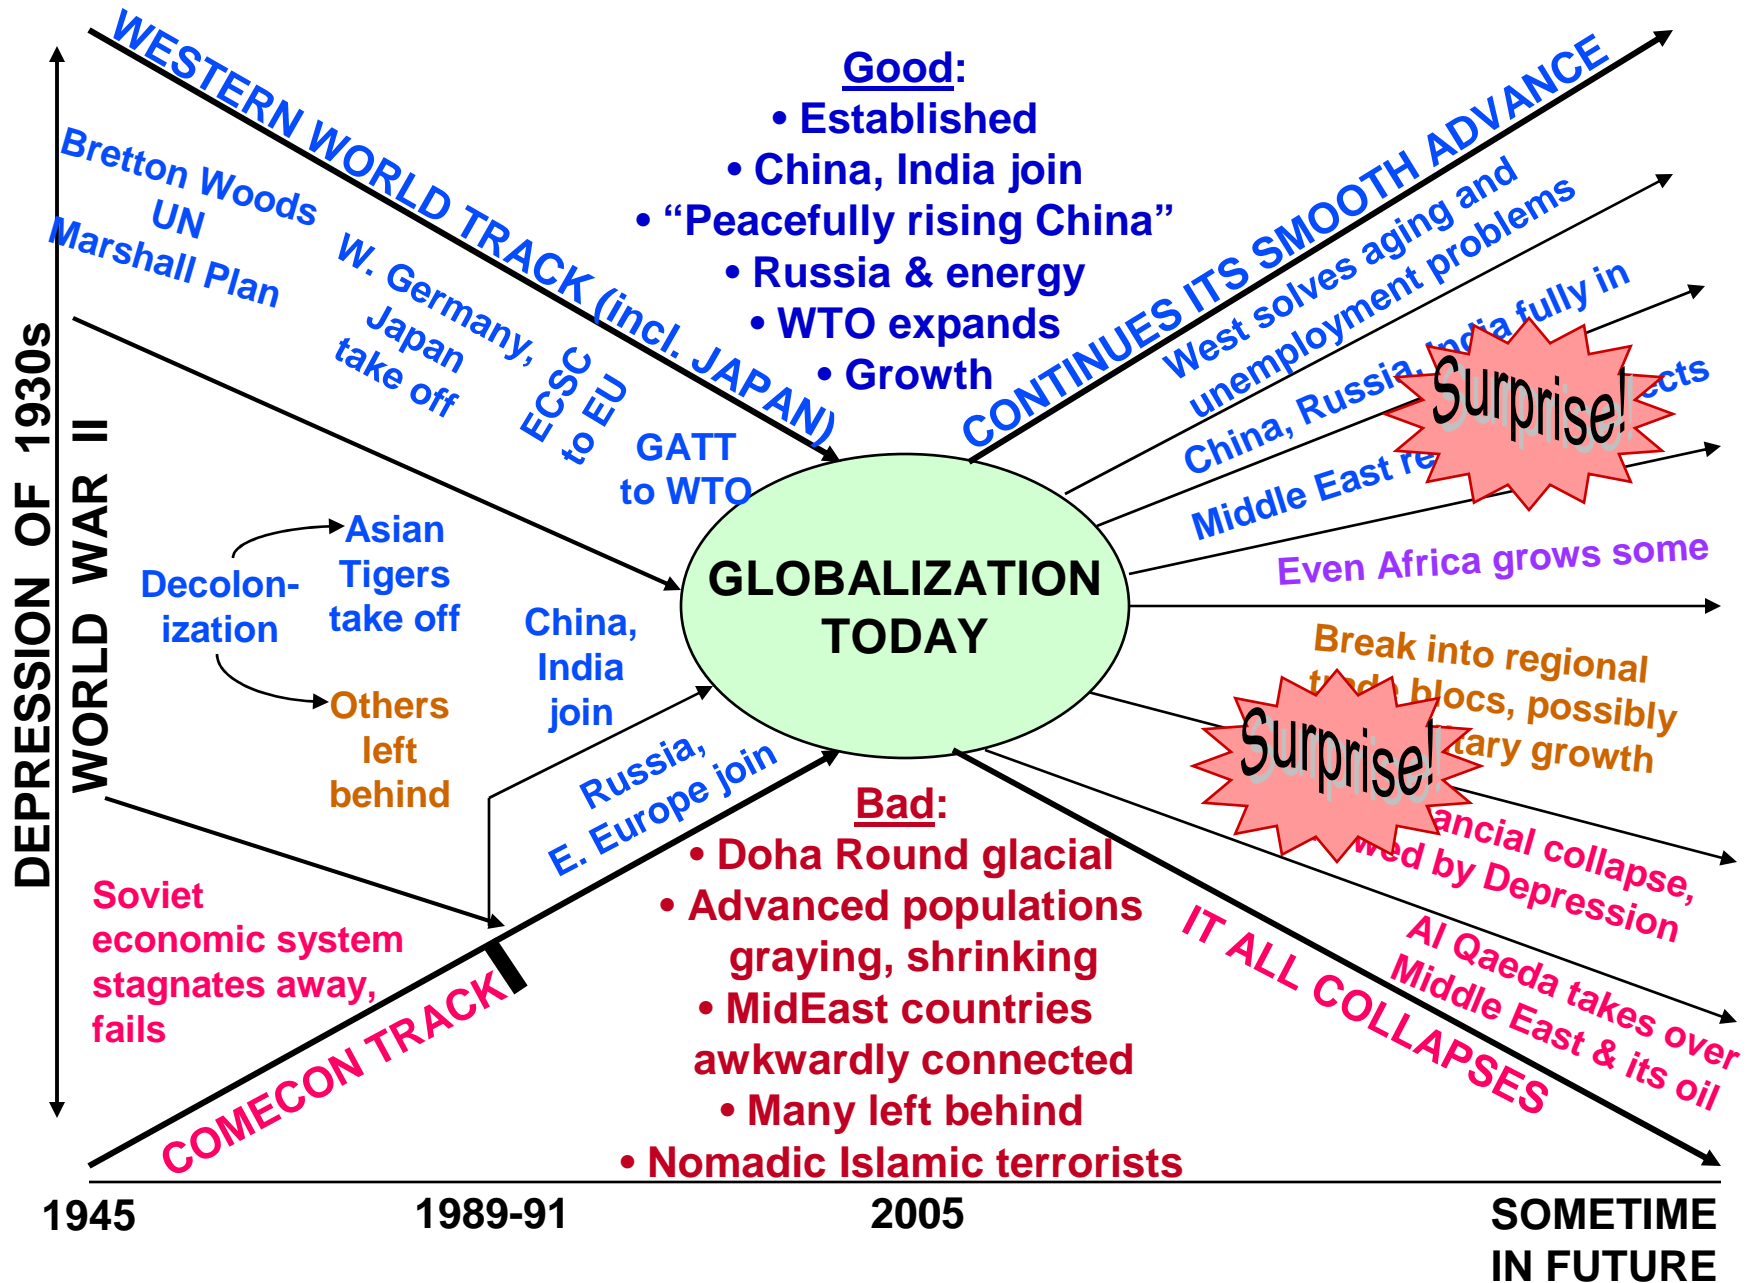 DEPRESSION OF 1930s
WORLD WAR II
WESTERN WORLD TRACK (incl. JAPAN)
Bretton Woods
UN
Marshall Plan
W. Germany,
Japan
take off
ECSC
to EU
GATT
to WTO
Decolon-
ization
Asian
Tigers
take off
Others
left
behind
China,
India
join
Russia,
E. Europe join
Soviet
economic system
stagnates away,
fails
COMECON TRACK
Good:
• Established
• China, India join
• “Peacefully rising China”
• Russia & energy
• WTO expands
• Growth
GLOBALIZATION
TODAY
Bad:
• Doha Round glacial
• Advanced populations
graying, shrinking
• MidEast countries
awkwardly connected
• Many left behind
• Nomadic Islamic terrorists
CONTINUES ITS SMOOTH ADVANCE
West solves aging and
unemployment problems
China, Russia, India fully in
Middle East
Surprise!
Even Africa grows some
Break into regional
trade blocs, possibly
growth
Surprise!
collapse,
by Depression
Al Qaeda takes over
Middle East & its oil
IT ALL COLLAPSES
1945
1989-91
2005
SOMETIME
IN FUTURE